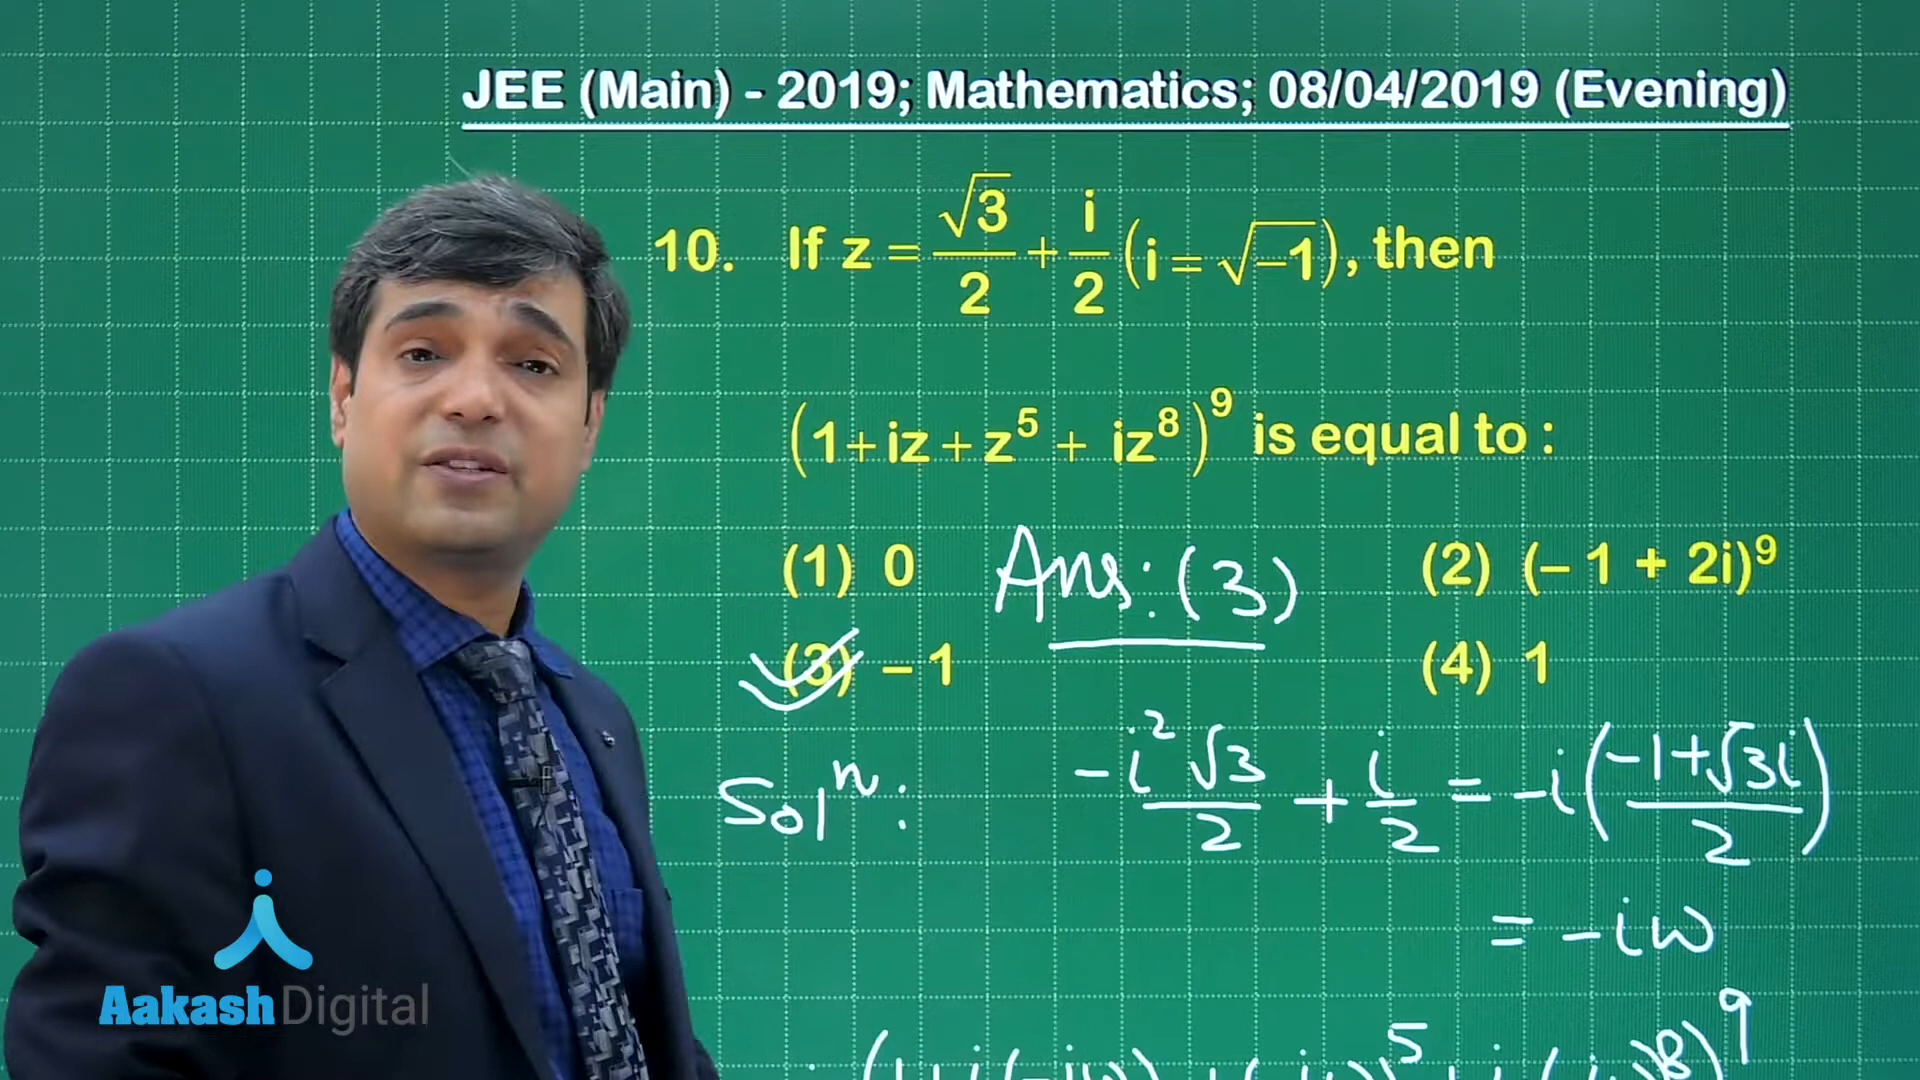 JEE (Main) - 2019; Mathematics; 08/04/2019 (Evening)
10. If z = √3/2 + i/2 (i = √−1), then
(1 + iz + z⁵ + iz⁸)⁹ is equal to :
(1) 0 Ans: (3) (2) (– 1 + 2i)⁹
(3) – 1 (4) 1
Solⁿ: −i²√3/2 + i/2 = −i((−1+√3i)/2)
= −iω
Aakash Digital